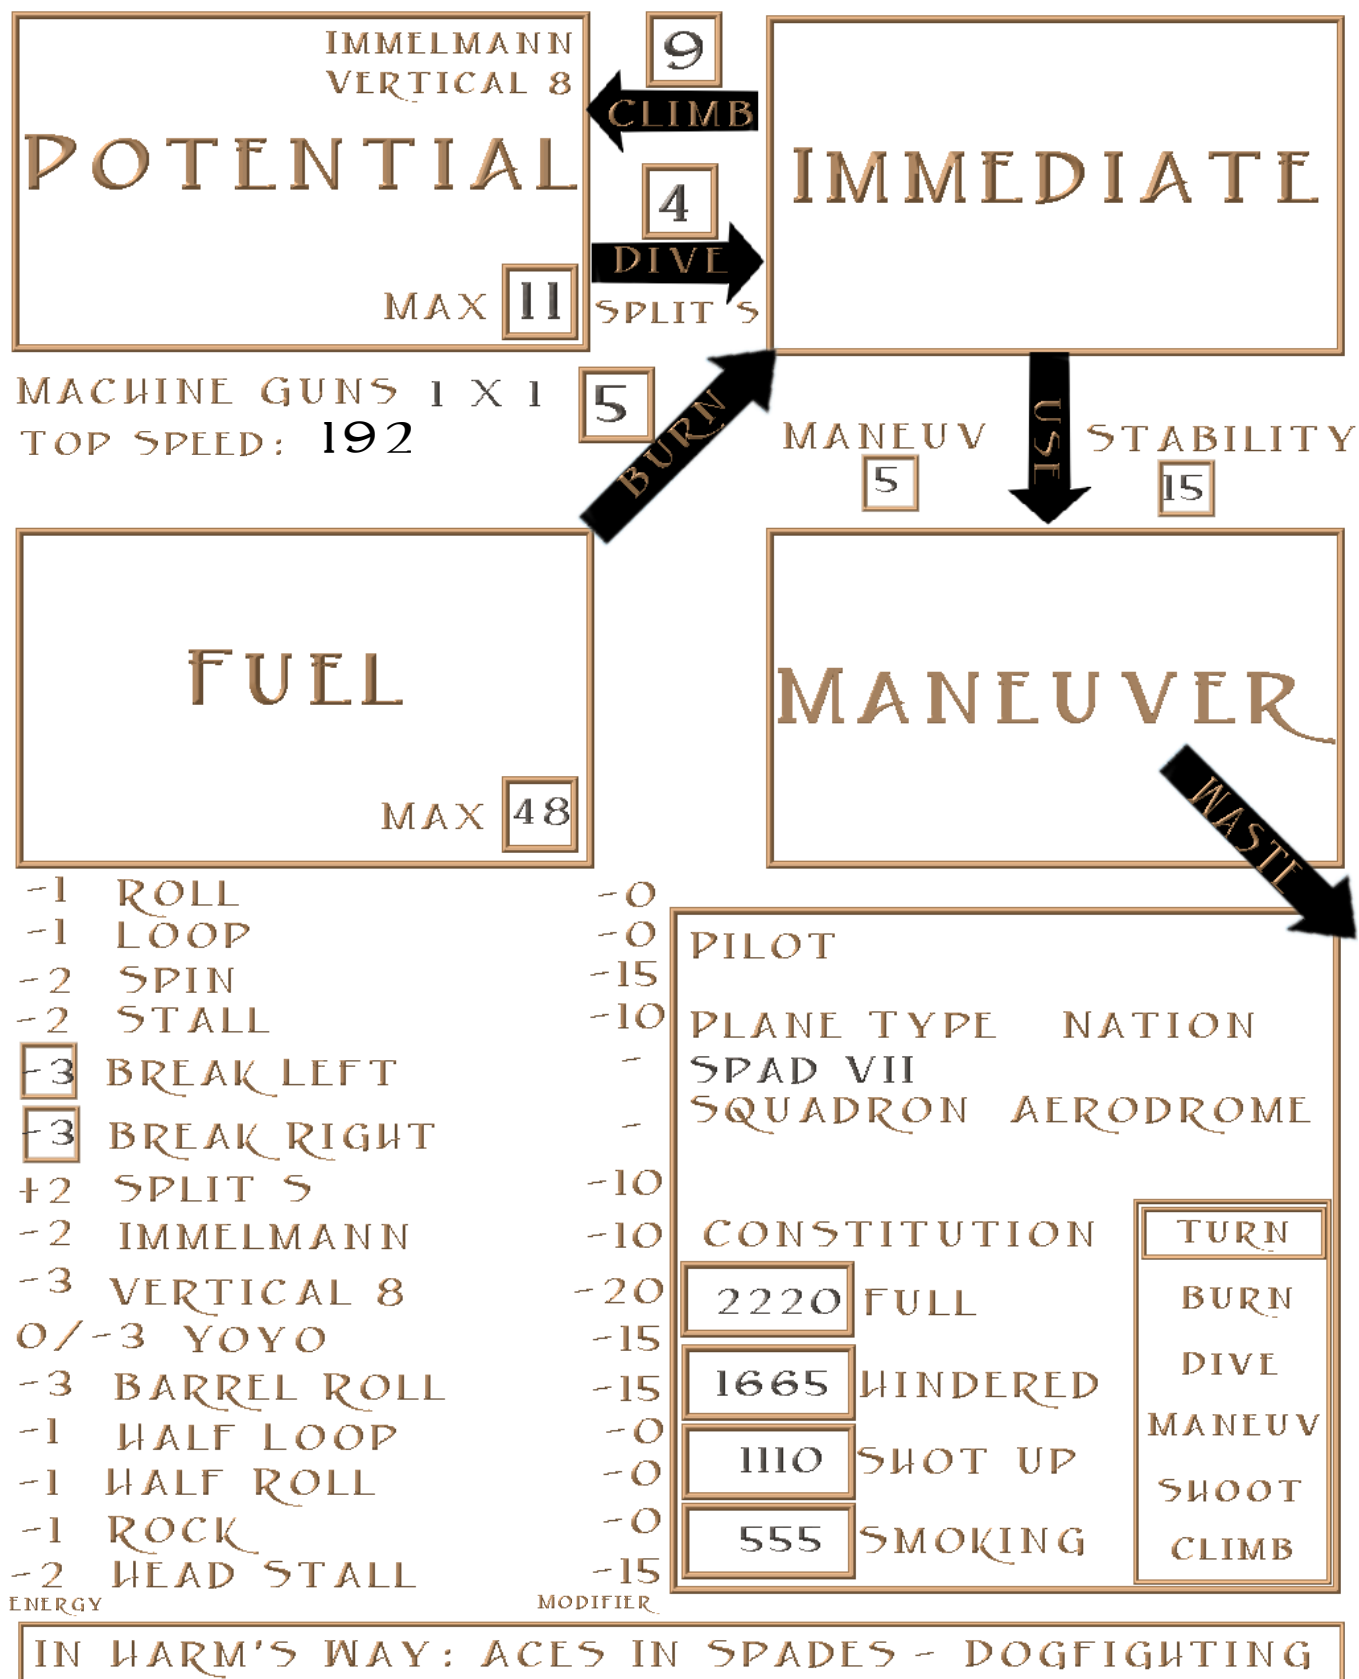 IMMELMANN
VERTICAL 8
POTENTIAL
MAX 11
9
CLIMB
4
DIVE
SPLIT S
IMMEDIATE
MACHINE GUNS 1 X 1
TOP SPEED: 192
5
BURN
USE
MANEUV
5
STABILITY
15
FUEL
MAX 48
MANEUVER
WASTE
-1 ROLL -0
-1 LOOP -0
-2 SPIN -15
-2 STALL -10
-3 BREAK LEFT -
-3 BREAK RIGHT -
+2 SPLIT S -10
-2 IMMELMANN -10
-3 VERTICAL 8 -20
0/-3 YOYO -15
-3 BARREL ROLL -15
-1 HALF LOOP -0
-1 HALF ROLL -0
-1 ROCK -0
-2 HEAD STALL -15
ENERGY MODIFIER
PILOT
PLANE TYPE NATION
SPAD VII
SQUADRON AERODROME
CONSTITUTION
2220 FULL
1665 HINDERED
1110 SHOT UP
555 SMOKING
TURN
BURN
DIVE
MANEUV
SHOOT
CLIMB
IN HARM'S WAY: ACES IN SPADES - DOGFIGHTING